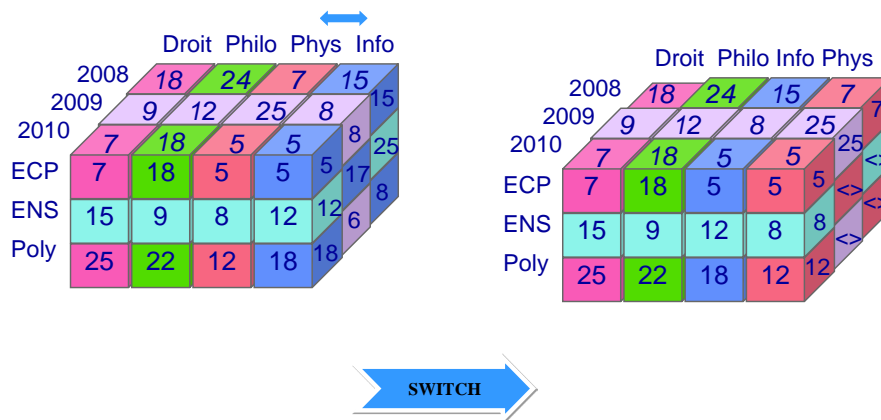 Droit Philo Phys Info
2008 18 24 7 15 15
2009 9 12 25 8 8 25
2010 7 18 5 5 5 17 8
ECP 7 18 5 5 12 6
ENS 15 9 8 12 18
Poly 25 22 12 18
Droit Philo Info Phys
2008 18 24 15 7 7
2009 9 12 8 25 25 <>
2010 7 18 5 5 5 <> <>
ECP 7 18 5 5 8 <>
ENS 15 9 12 8 12
Poly 25 22 18 12
SWITCH